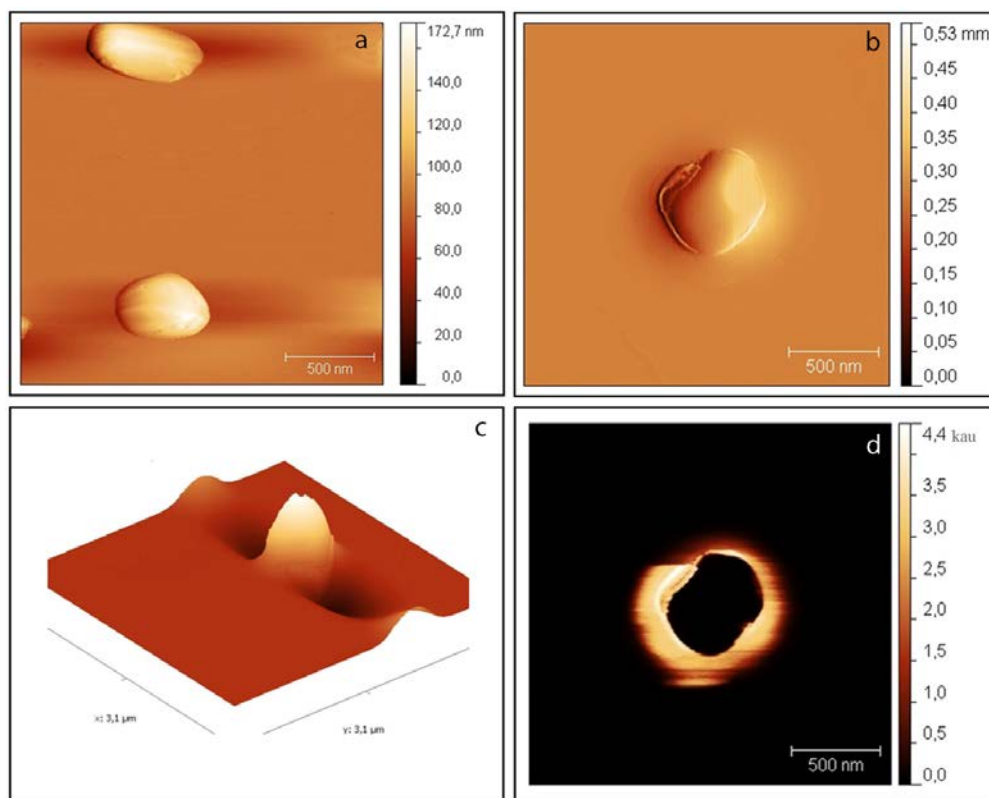 a
172,7 nm
140,0
120,0
100,0
80,0
60,0
40,0
20,0
0,0
500 nm
b
0,53 mm
0,45
0,40
0,35
0,30
0,25
0,20
0,15
0,10
0,05
0,00
500 nm
c
x: 3,1 µm
y: 3,1 µm
d
4,4 kau
3,5
3,0
2,5
2,0
1,5
1,0
0,5
0,0
500 nm